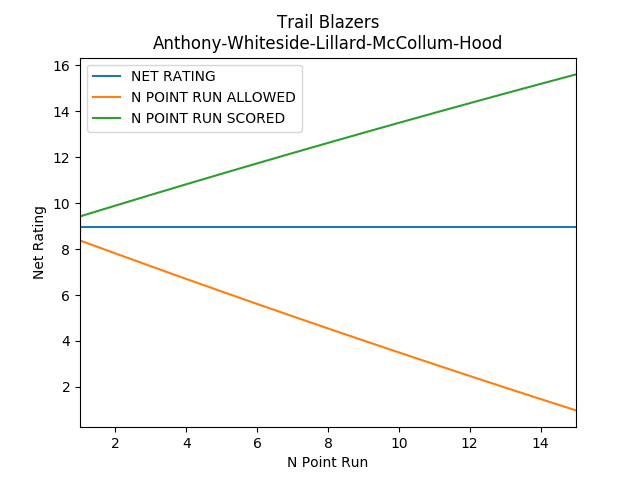 Trail Blazers
Anthony-Whiteside-Lillard-McCollum-Hood
NET RATING
N POINT RUN ALLOWED
N POINT RUN SCORED
Net Rating
16
14
12
10
8
6
4
2
2 4 6 8 10 12 14
N Point Run